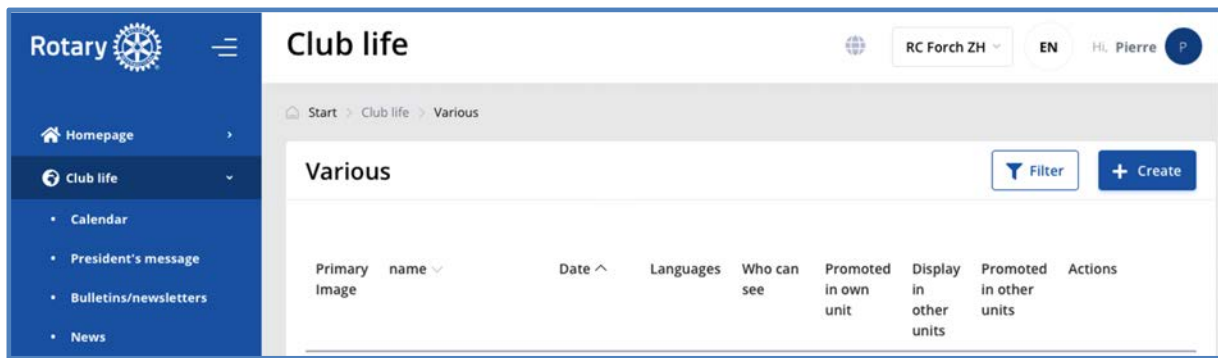 Rotary
Club life
RC Forch ZH
EN
Hi, Pierre
P
Start > Club life > Various
Homepage
Club life
Calendar
President's message
Bulletins/newsletters
News
Various
Filter
+ Create
Primary Image
name
Date
Languages
Who can see
Promoted in own unit
Display in other units
Promoted in other units
Actions